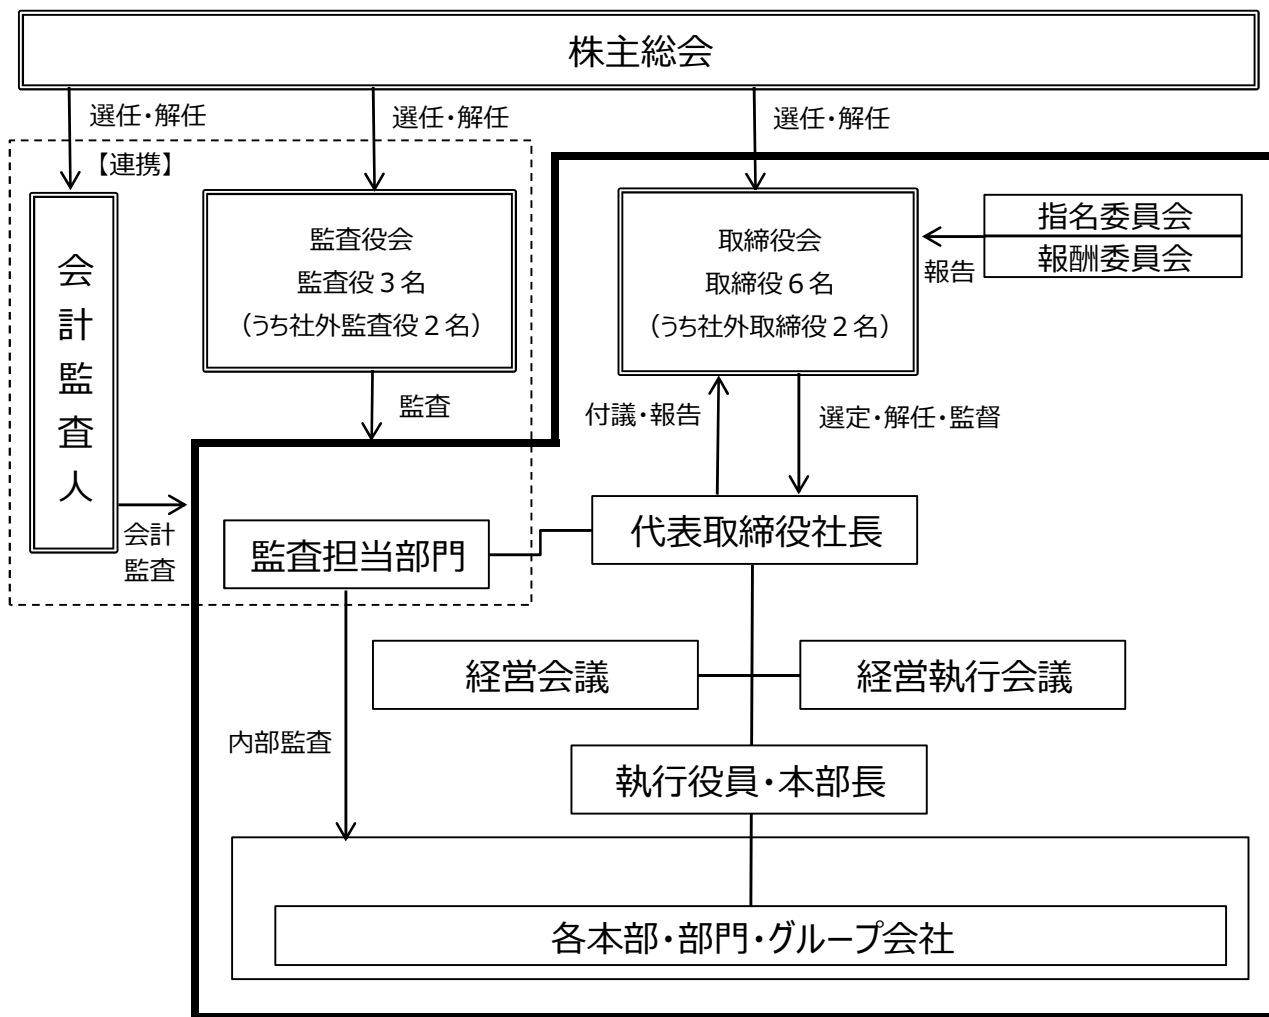 株主総会
選任・解任
選任・解任
選任・解任
【連携】
会計監査人
監査役会
監査役3名
（うち社外監査役２名）
取締役会
取締役６名
（うち社外取締役２名）
指名委員会
報酬委員会
報告
監査
付議・報告
選定・解任・監督
会計
監査
監査担当部門
代表取締役社長
経営会議
経営執行会議
内部監査
執行役員・本部長
各本部・部門・グループ会社